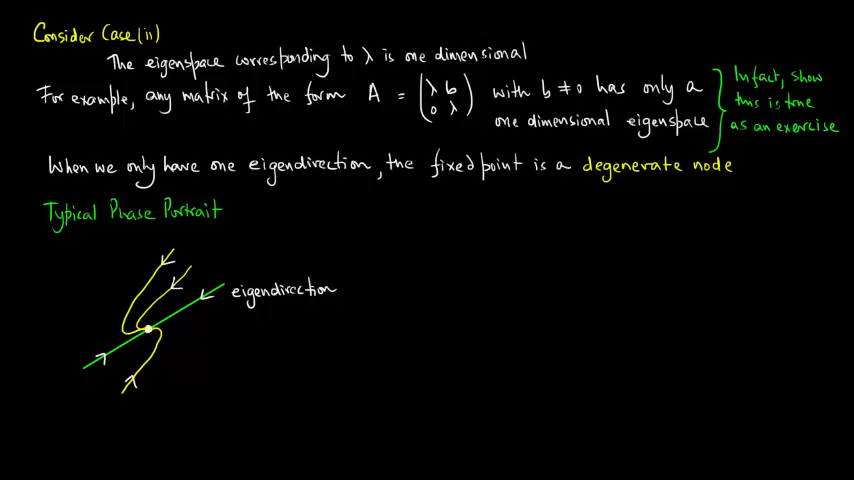 Consider Case (ii)
The eigenspace corresponding to λ is one dimensional
For example, any matrix of the form A = (λ b
0 λ) with b ≠ 0 has only a
one dimensional eigenspace
Infact, show
this is true
as an exercise
When we only have one eigendirection, the fixed point is a degenerate node
Typical Phase Portrait
eigendirection